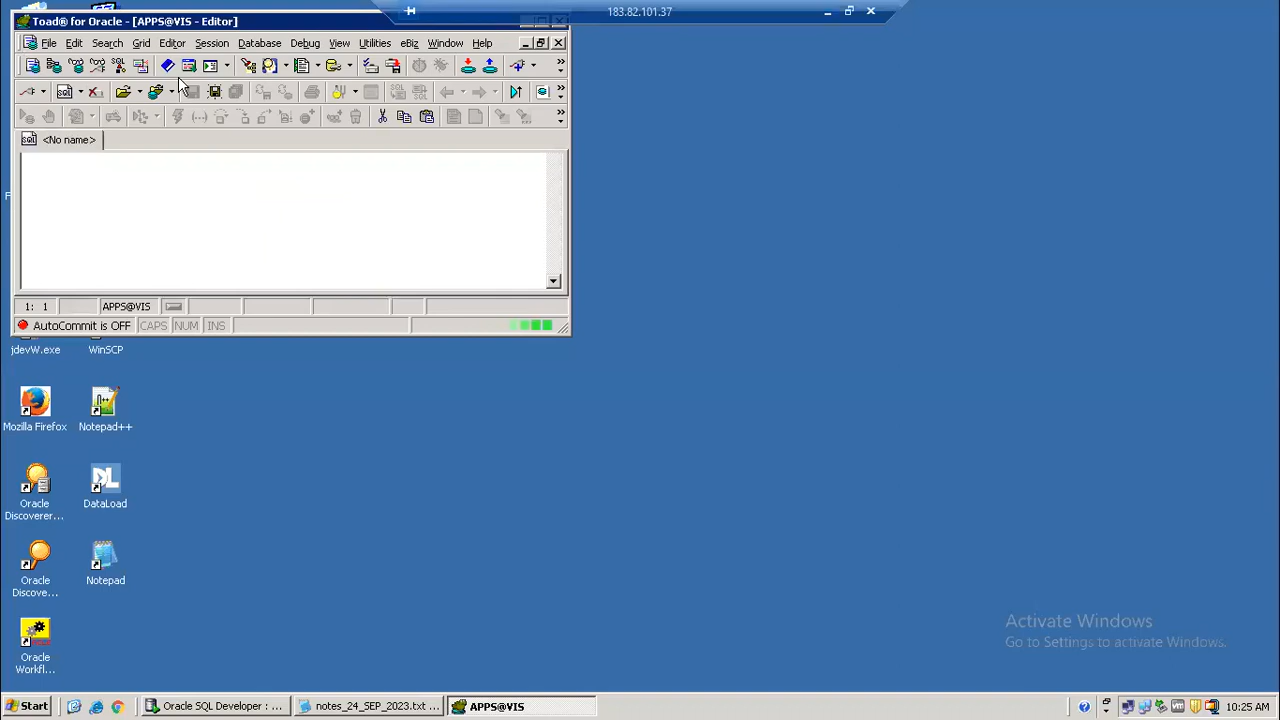 183.82.101.37
Toad® for Oracle - [APPS@VIS - Editor]
File Edit Search Grid Editor Session Database Debug View Utilities eBiz Window Help
SQL <No name>
1: 1 APPS@VIS
AutoCommit is OFF CAPS NUM INS
jdevW.exe WinSCP
Mozilla Firefox Notepad++
Oracle Discoverer... DataLoad
Oracle Discove... Notepad
Oracle Workfl...
Activate Windows
Go to Settings to activate Windows.
Start Oracle SQL Developer : ... notes_24_SEP_2023.txt ... APPS@VIS 10:25 AM